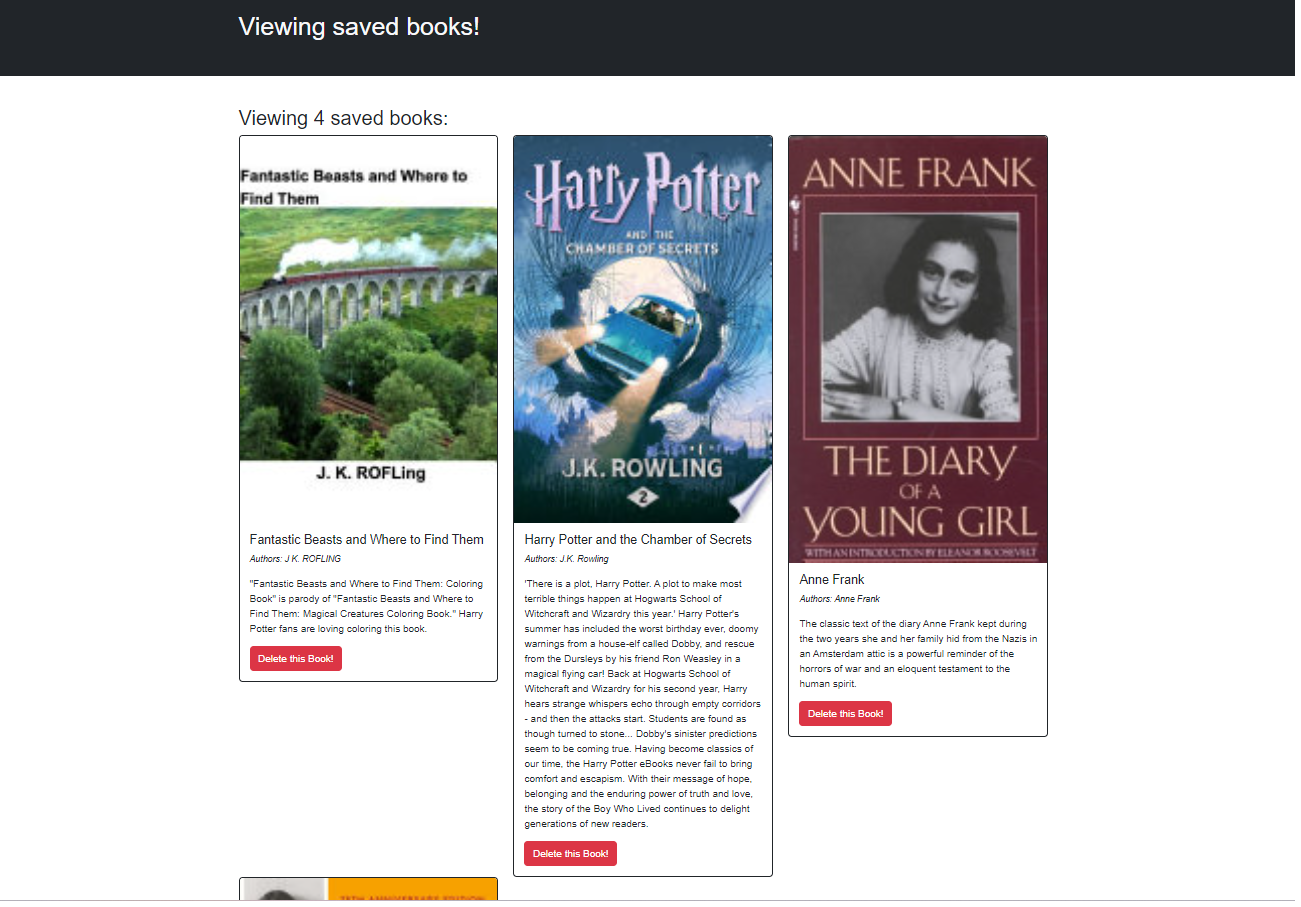 Viewing saved books!
Viewing 4 saved books:
Fantastic Beasts and Where to
Find Them
J. K. ROFLing
Fantastic Beasts and Where to Find Them
Authors: J K. ROFLING
"Fantastic Beasts and Where to Find Them: Coloring
Book" is parody of "Fantastic Beasts and Where to
Find Them: Magical Creatures Coloring Book." Harry
Potter fans are loving coloring this book.
Delete this Book!
Harry Potter
AND THE
CHAMBER OF SECRETS
J.K. ROWLING
2
Harry Potter and the Chamber of Secrets
Authors: J.K. Rowling
'There is a plot, Harry Potter. A plot to make most
terrible things happen at Hogwarts School of
Witchcraft and Wizardry this year.' Harry Potter's
summer has included the worst birthday ever, doomy
warnings from a house-elf called Dobby, and rescue
from the Dursleys by his friend Ron Weasley in a
magical flying car! Back at Hogwarts School of
Witchcraft and Wizardry for his second year, Harry
hears strange whispers echo through empty corridors
- and then the attacks start. Students are found as
though turned to stone... Dobby's sinister predictions
seem to be coming true. Having become classics of
our time, the Harry Potter eBooks never fail to bring
comfort and escapism. With their message of hope,
belonging and the enduring power of truth and love,
the story of the Boy Who Lived continues to delight
generations of new readers.
Delete this Book!
ANNE FRANK
THE DIARY
OF A
YOUNG GIRL
WITH AN INTRODUCTION BY ELEANOR ROOSEVELT
Anne Frank
Authors: Anne Frank
The classic text of the diary Anne Frank kept during
the two years she and her family hid from the Nazis in
an Amsterdam attic is a powerful reminder of the
horrors of war and an eloquent testament to the
human spirit.
Delete this Book!